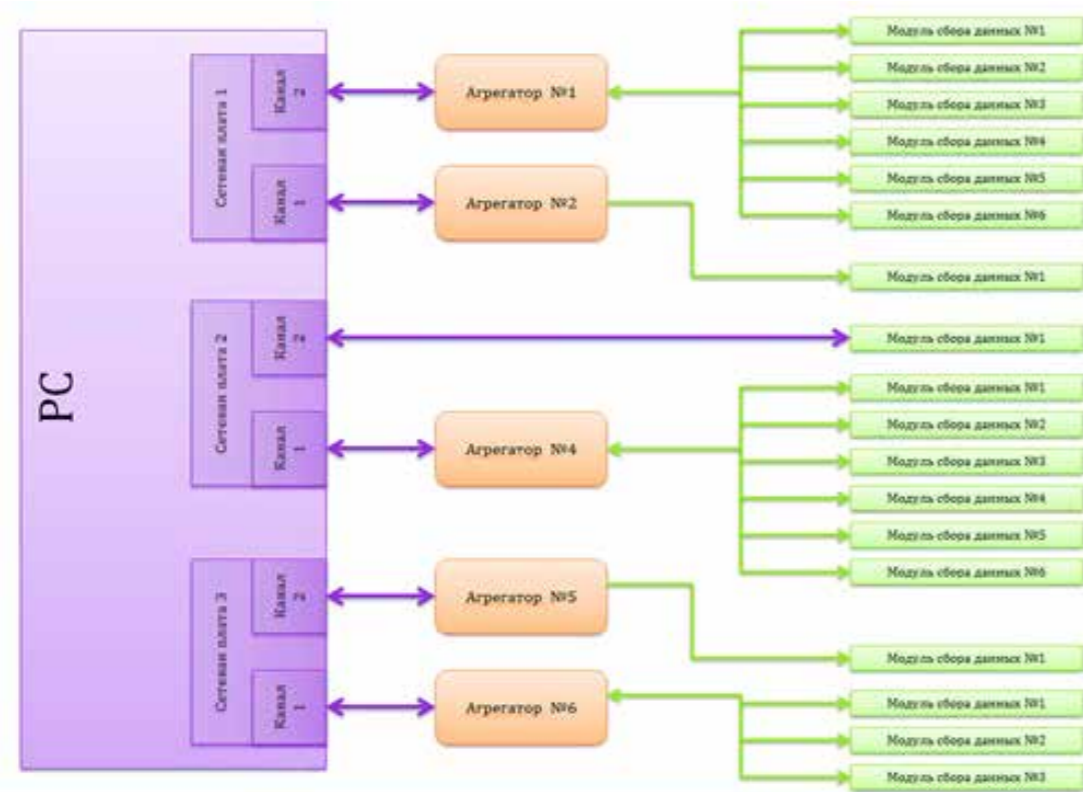 PC
Сетевая плата 1
Канал
2
Агрегатор №1
Модуль сбора данных №1
Модуль сбора данных №2
Модуль сбора данных №3
Модуль сбора данных №4
Модуль сбора данных №5
Модуль сбора данных №6
Канал
1
Агрегатор №2
Модуль сбора данных №1
Сетевая плата 2
Канал
2
Модуль сбора данных №1
Канал
1
Агрегатор №4
Модуль сбора данных №1
Модуль сбора данных №2
Модуль сбора данных №3
Модуль сбора данных №4
Модуль сбора данных №5
Модуль сбора данных №6
Сетевая плата 3
Канал
2
Агрегатор №5
Модуль сбора данных №1
Канал
1
Агрегатор №6
Модуль сбора данных №1
Модуль сбора данных №2
Модуль сбора данных №3